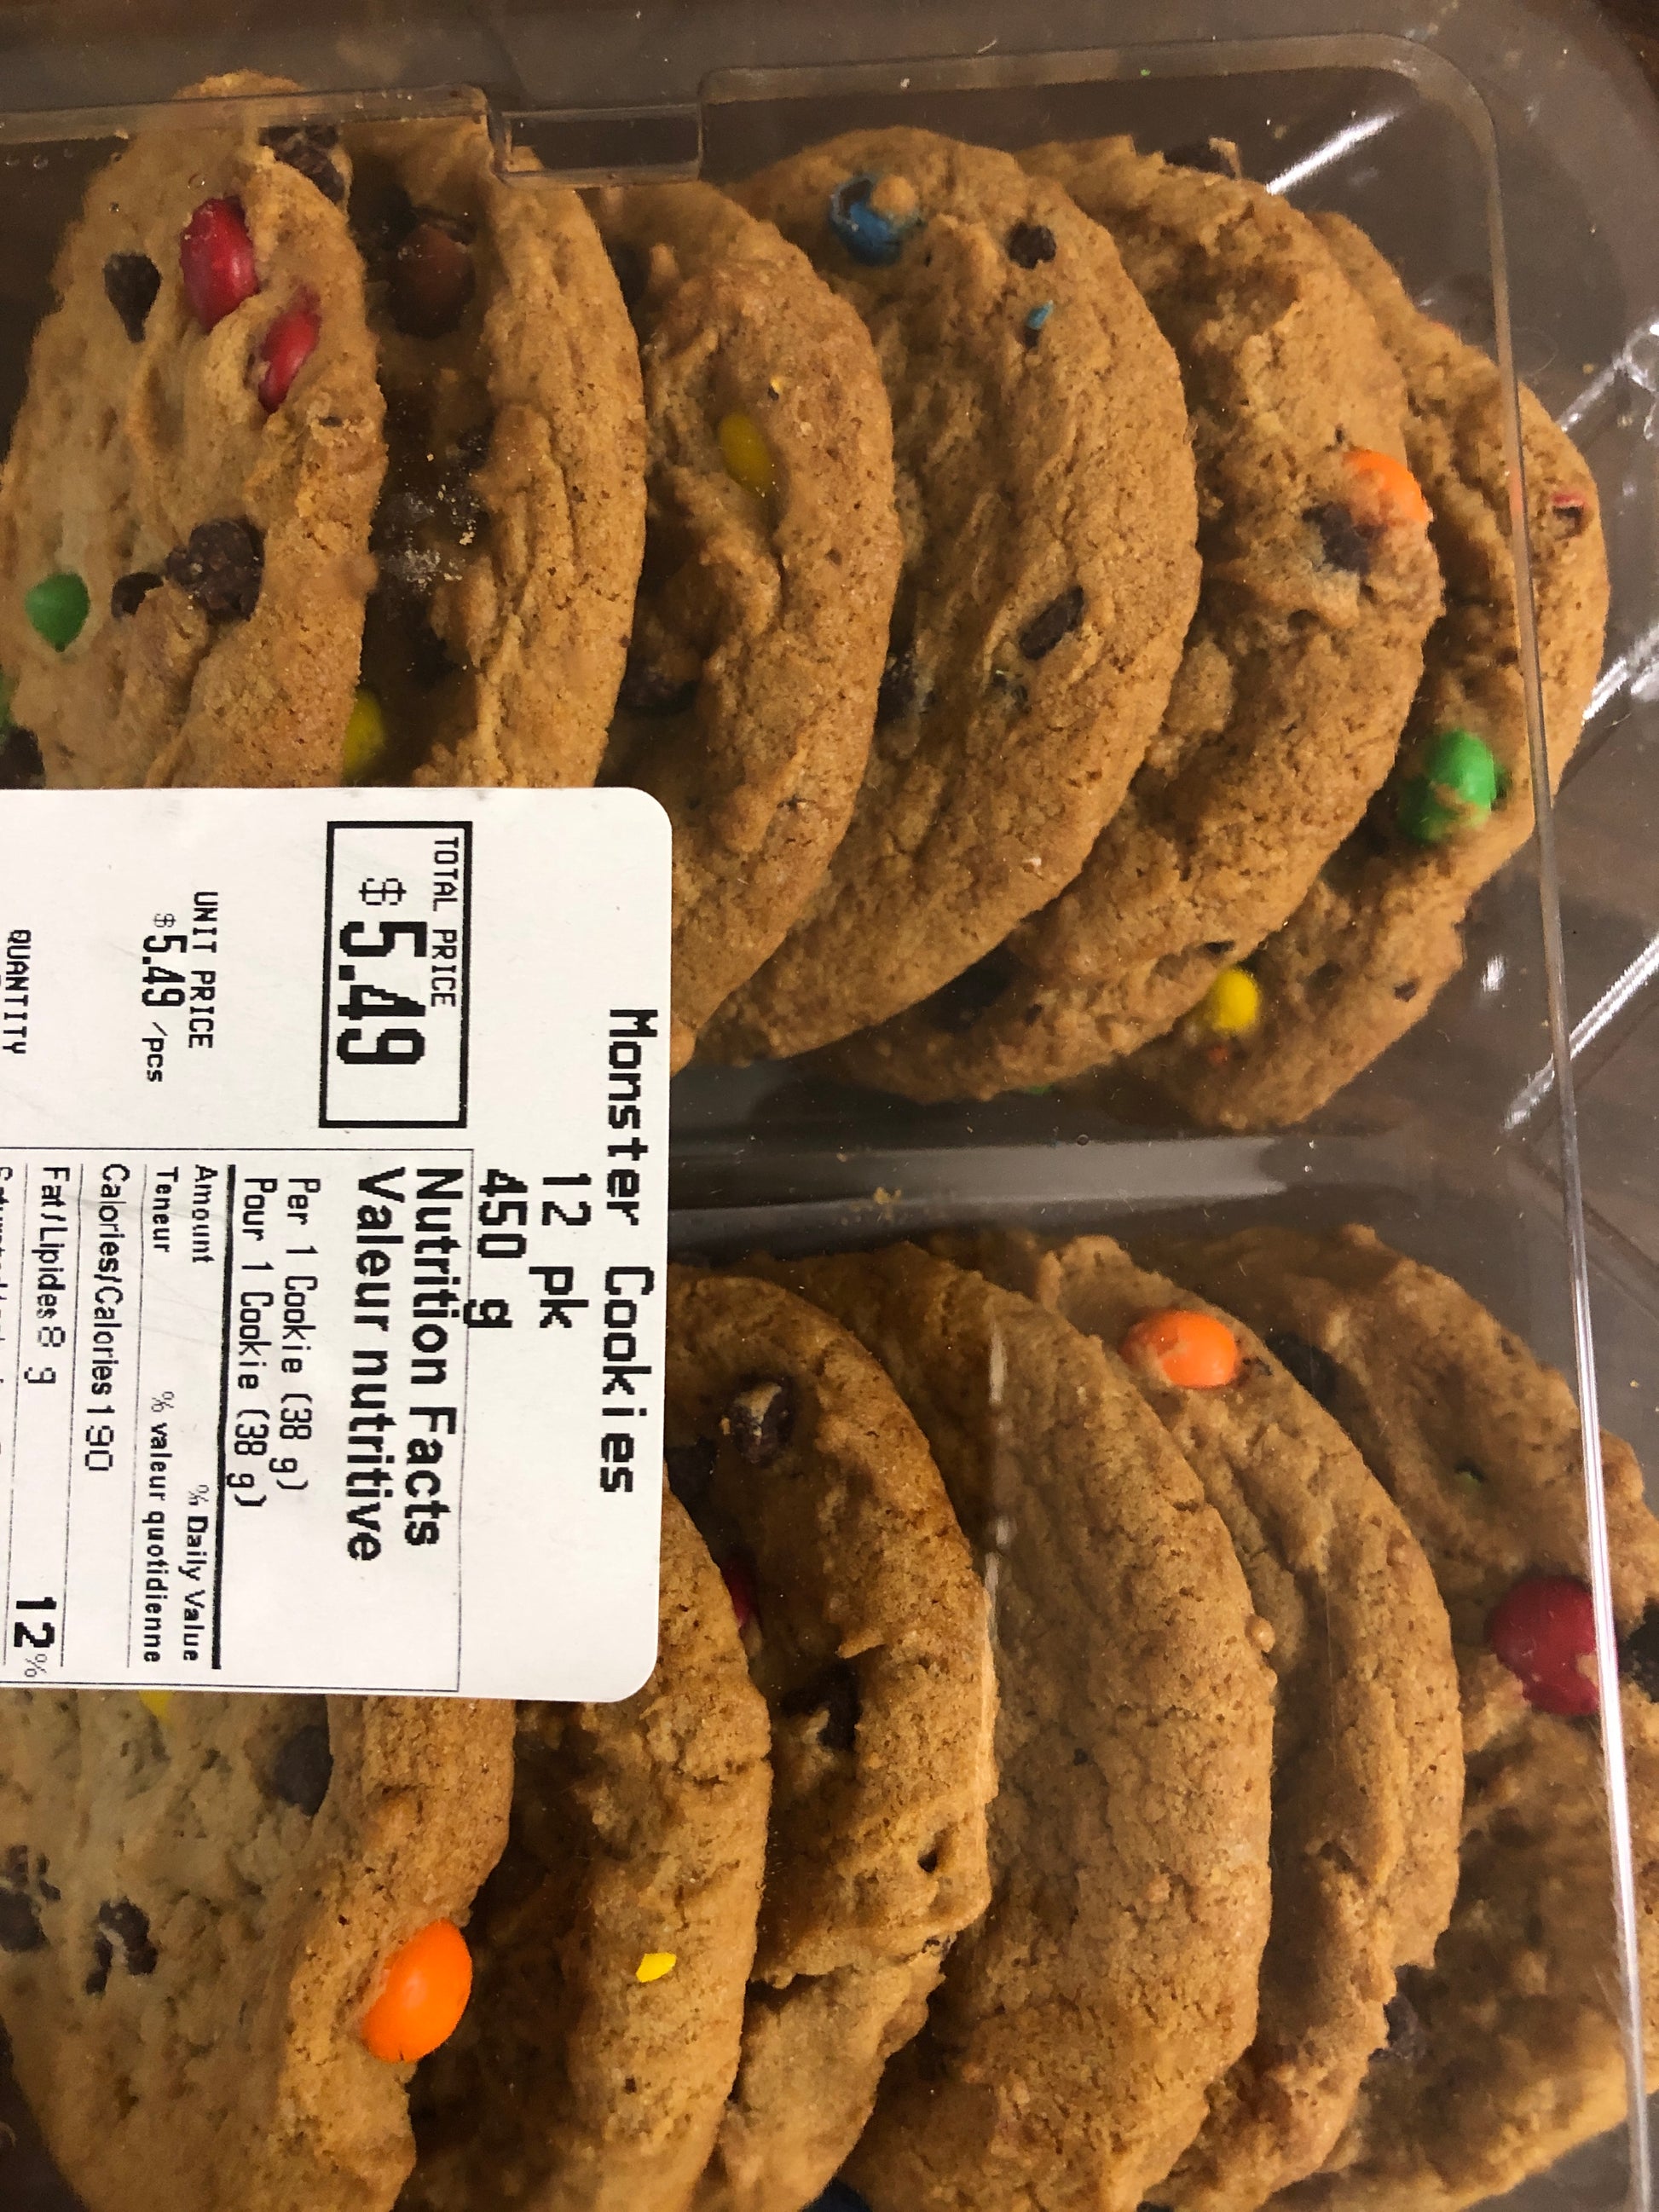 Monster Cookies
12 pk
450 g
TOTAL PRICE
$5.49
UNIT PRICE
$5.49 /pcs
QUANTITY
Nutrition Facts
Valeur nutritive
Per 1 Cookie (38 g)
Pour 1 Cookie (38 g)
Amount % Daily Value
Teneur % valeur quotidienne
Calories/Calories 190
Fat/Lipides 8 g 12%